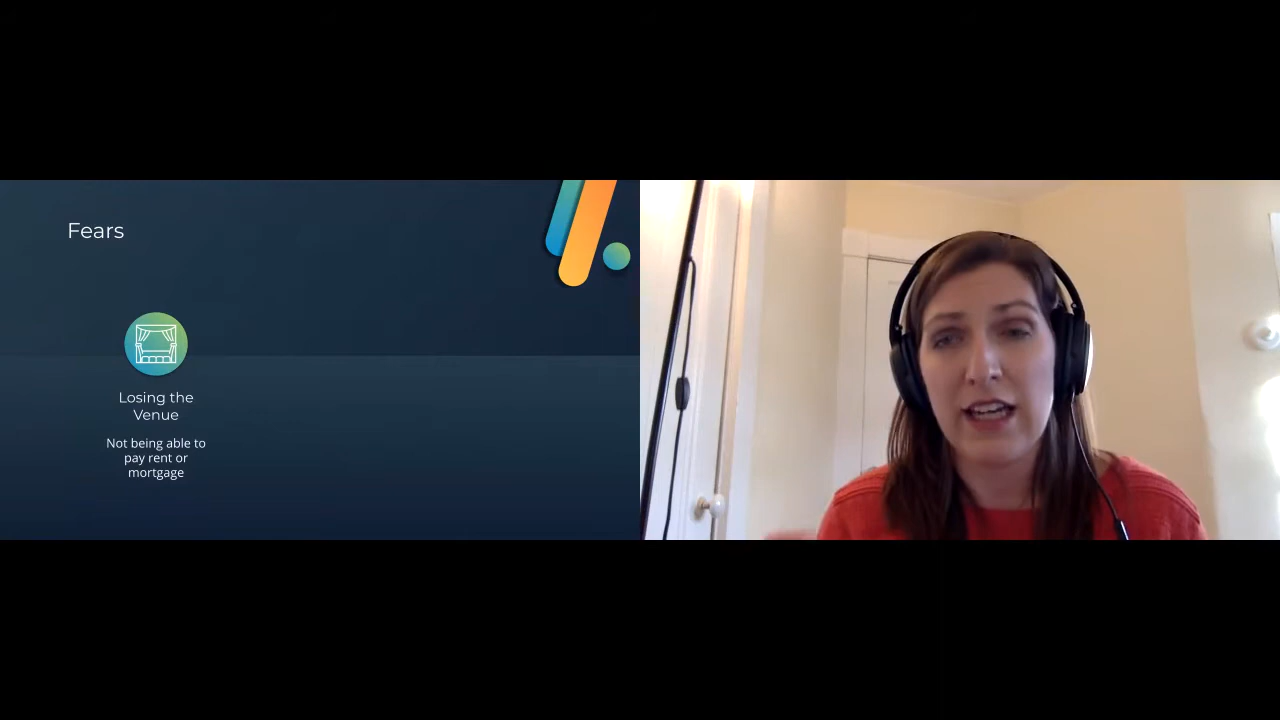 Fears
Losing the
Venue
Not being able to
pay rent or
mortgage